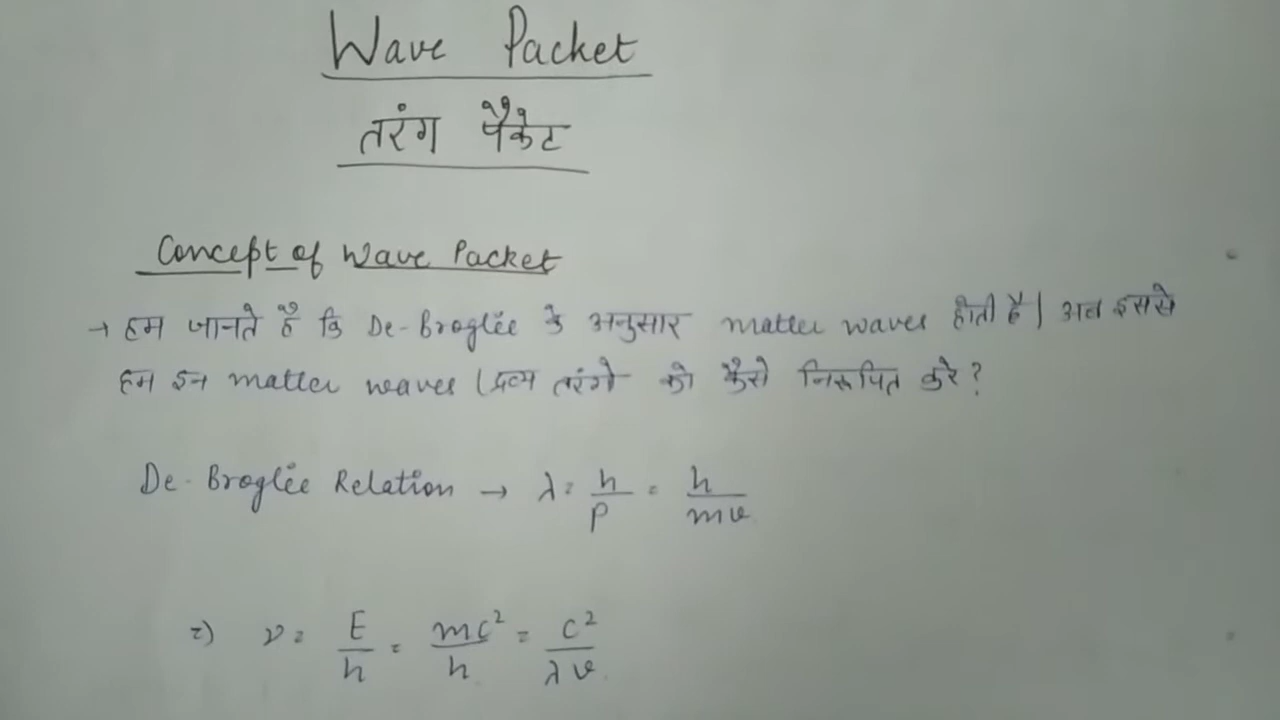 Wave Packet
तरंग पैकेट
Concept of Wave Packet
→ हम जानते है कि De-Broglie के अनुसार matter waves होती है। अब इससे
हम इन matter waves (द्रव्य तरंगो को कैसे निरूपित करे?
De-Broglie Relation → λ = h/p = h/mv
=) ν = E/h = mc²/h = c²/λv